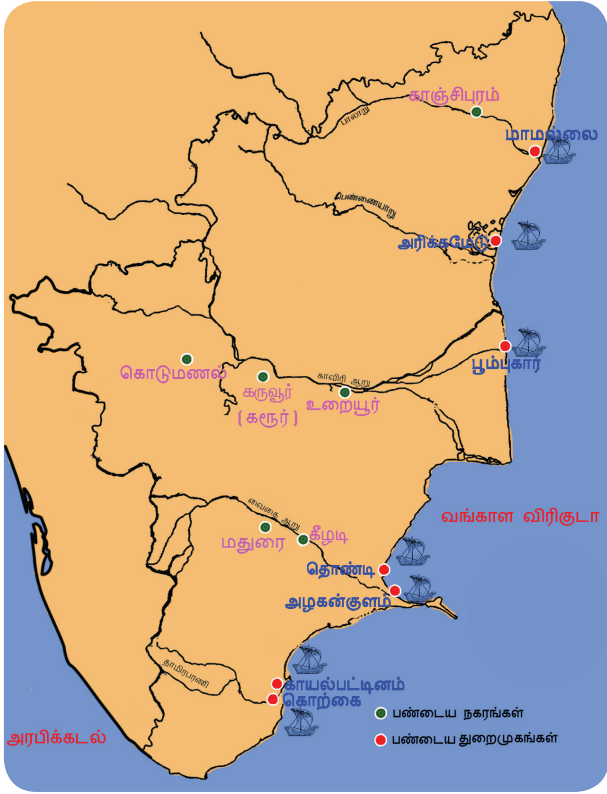 காஞ்சிபுரம்
பாலாறு
மாமல்லை
பெண்ணையாறு
அரிக்கமேடு
பூம்புகார்
கொடுமணல்
காவிரி ஆறு
கருவூர்
(கரூர்)
உறையூர்
வங்காள விரிகுடா
வைகை ஆறு
மதுரை
கீழடி
தொண்டி
அழகன்குளம்
தாமிரபரணி
காயல்பட்டினம்
கொற்கை
பண்டைய நகரங்கள்
அரபிக்கடல்
பண்டைய துறைமுகங்கள்